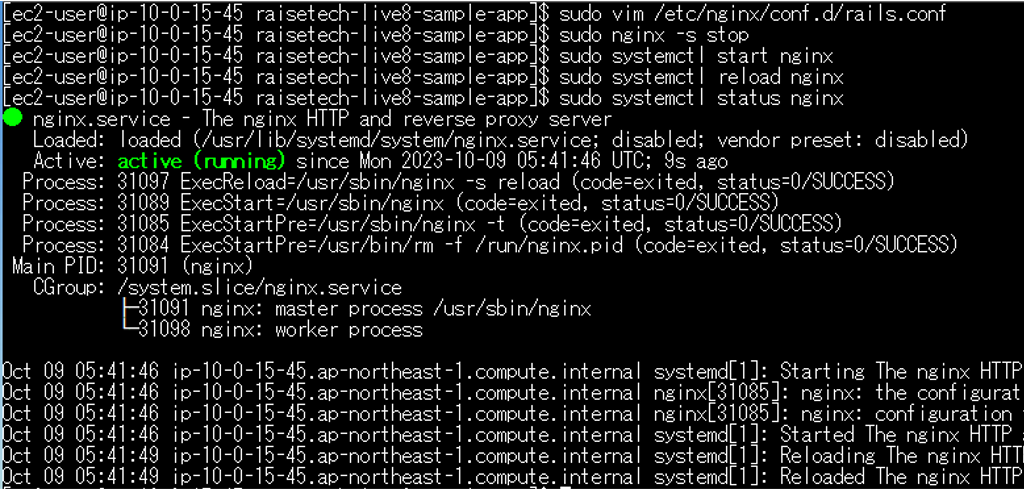 [ec2-user@ip-10-0-15-45 raisetech-live8-sample-app]$ sudo vim /etc/nginx/conf.d/rails.conf
[ec2-user@ip-10-0-15-45 raisetech-live8-sample-app]$ sudo nginx -s stop
[ec2-user@ip-10-0-15-45 raisetech-live8-sample-app]$ sudo systemctl start nginx
[ec2-user@ip-10-0-15-45 raisetech-live8-sample-app]$ sudo systemctl reload nginx
[ec2-user@ip-10-0-15-45 raisetech-live8-sample-app]$ sudo systemctl status nginx
● nginx.service - The nginx HTTP and reverse proxy server
Loaded: loaded (/usr/lib/systemd/system/nginx.service; disabled; vendor preset: disabled)
Active: active (running) since Mon 2023-10-09 05:41:46 UTC; 9s ago
Process: 31097 ExecReload=/usr/sbin/nginx -s reload (code=exited, status=0/SUCCESS)
Process: 31089 ExecStart=/usr/sbin/nginx (code=exited, status=0/SUCCESS)
Process: 31085 ExecStartPre=/usr/sbin/nginx -t (code=exited, status=0/SUCCESS)
Process: 31084 ExecStartPre=/usr/bin/rm -f /run/nginx.pid (code=exited, status=0/SUCCESS)
Main PID: 31091 (nginx)
CGroup: /system.slice/nginx.service
├─31091 nginx: master process /usr/sbin/nginx
└─31098 nginx: worker process
Oct 09 05:41:46 ip-10-0-15-45.ap-northeast-1.compute.internal systemd[1]: Starting The nginx HTTP
Oct 09 05:41:46 ip-10-0-15-45.ap-northeast-1.compute.internal nginx[31085]: nginx: the configurat
Oct 09 05:41:46 ip-10-0-15-45.ap-northeast-1.compute.internal nginx[31085]: nginx: configuration
Oct 09 05:41:46 ip-10-0-15-45.ap-northeast-1.compute.internal systemd[1]: Started The nginx HTTP
Oct 09 05:41:49 ip-10-0-15-45.ap-northeast-1.compute.internal systemd[1]: Reloading The nginx HTT
Oct 09 05:41:49 ip-10-0-15-45.ap-northeast-1.compute.internal systemd[1]: Reloaded The nginx HTTP